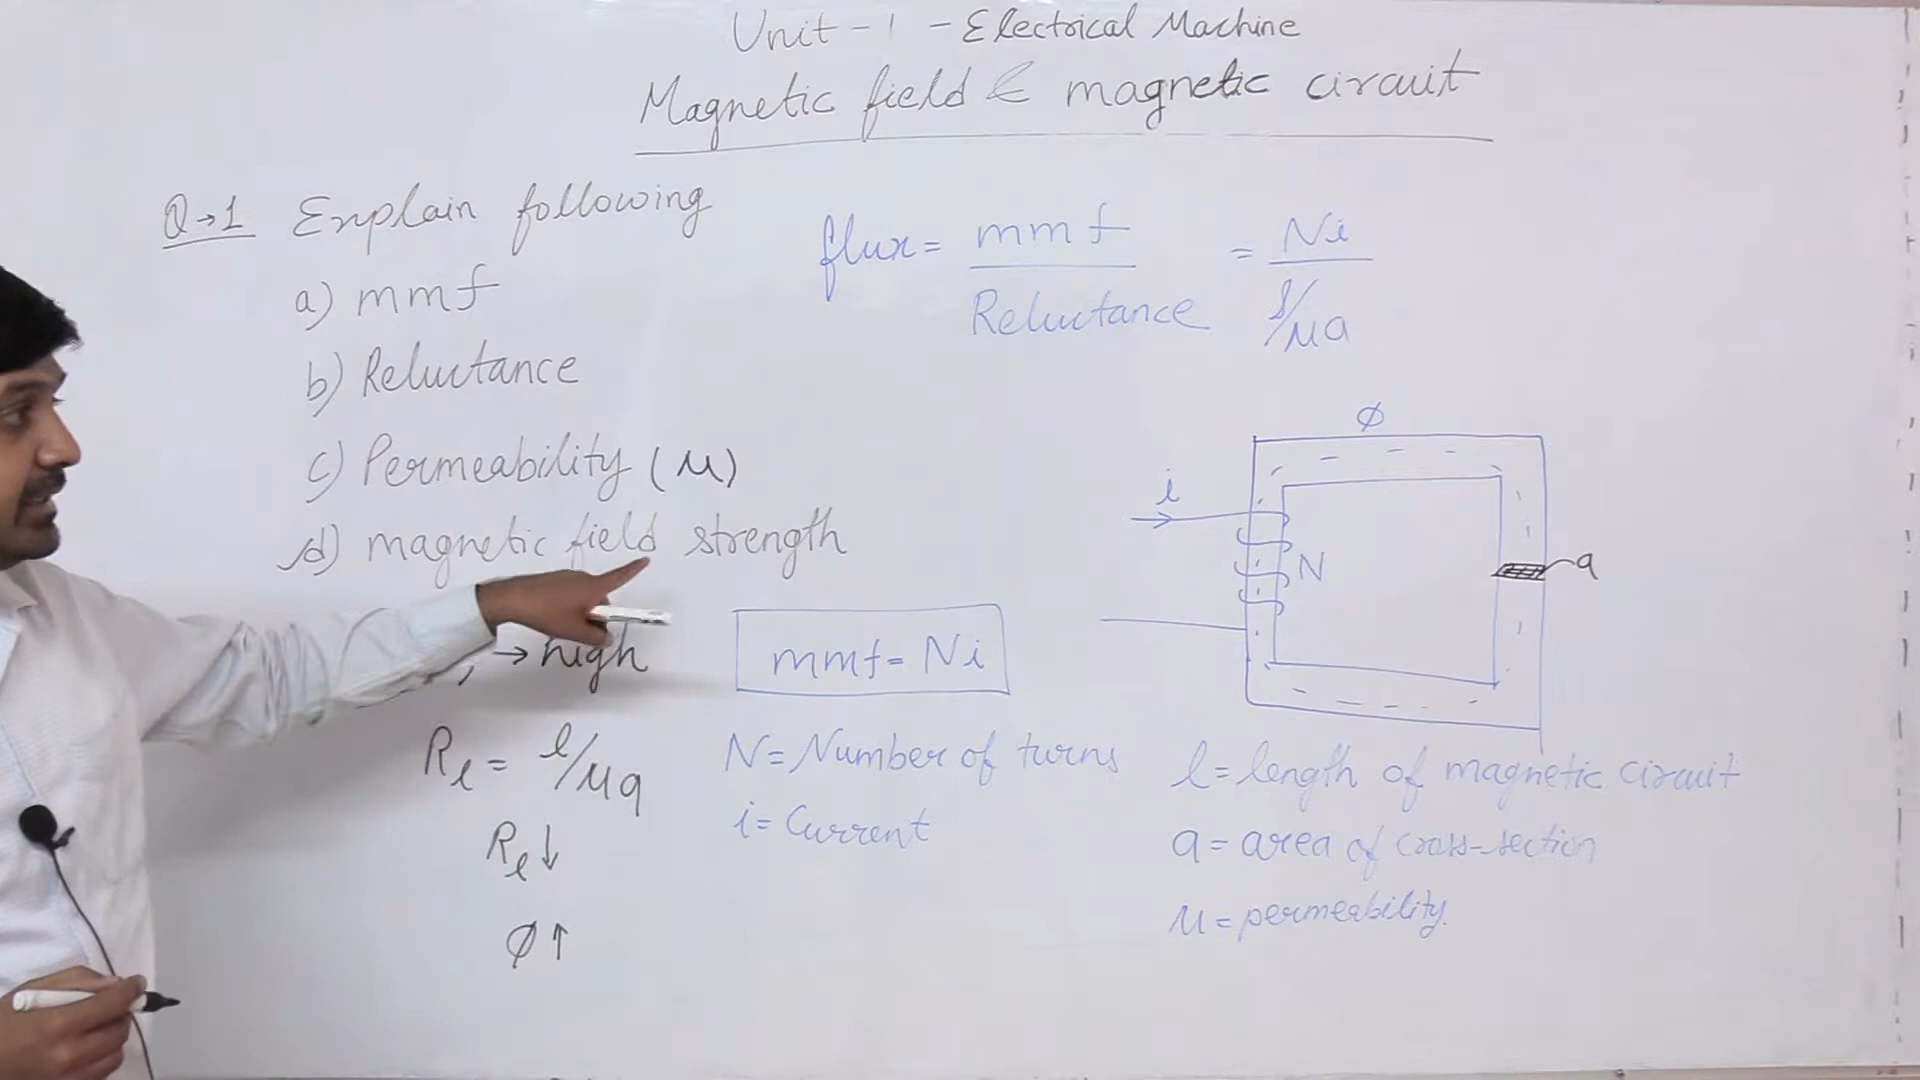 Unit - 1 - Electrical Machine
Magnetic field & magnetic circuit
Q→1 Explain following
a) mmf
b) Reluctance
c) Permeability (μ)
d) magnetic field strength
flux = mmf / Reluctance = Ni / l/μa
ϕ
i
N
a
→ high
Rl = l/μa
Rl↓
ϕ↑
mmf = Ni
N = Number of turns
i = Current
l = length of magnetic circuit
a = area of cross-section
μ = permeability.